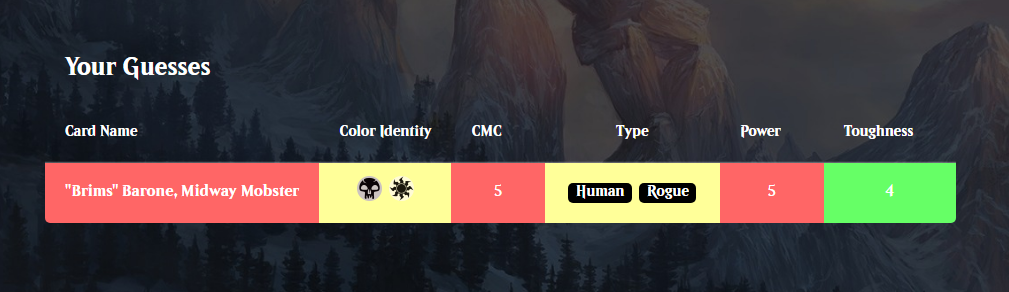 Your Guesses
Card Name Color Identity CMC Type Power Toughness
"Brims" Barone, Midway Mobster 5 Human Rogue 5 4